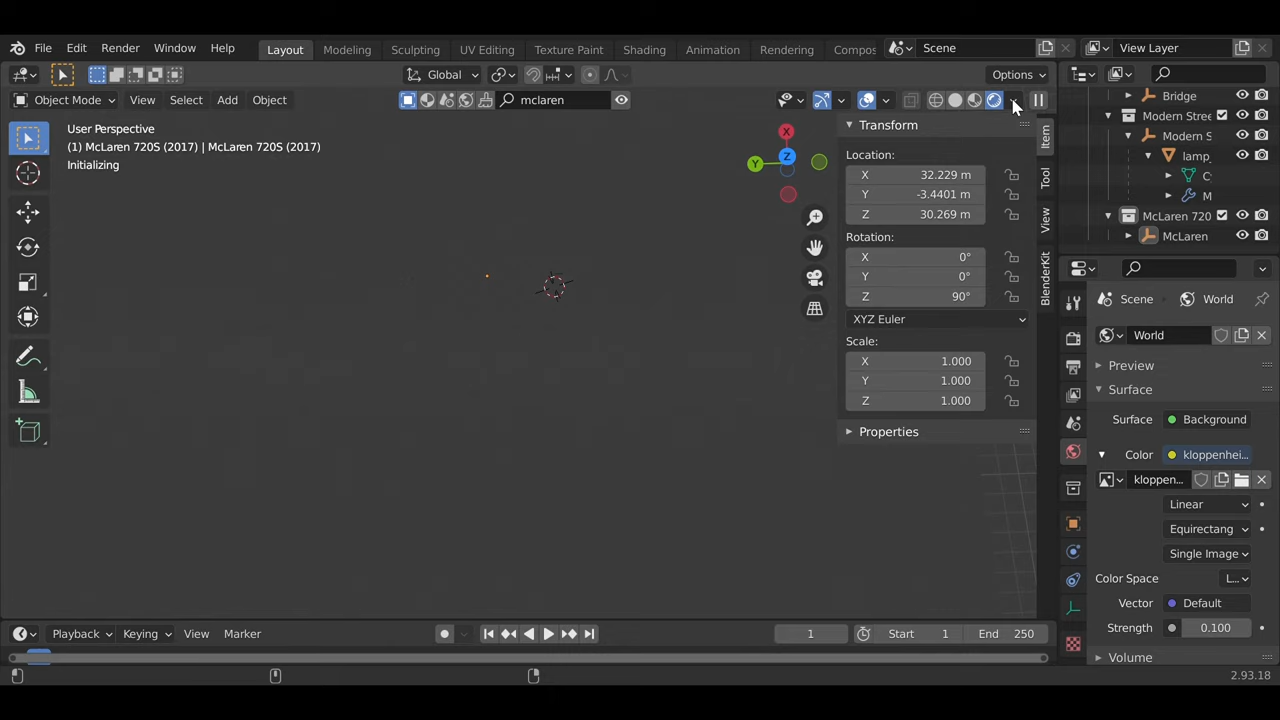 File Edit Render Window Help Layout Modeling Sculpting UV Editing Texture Paint Shading Animation Rendering Compos Scene View Layer
Global Options
Object Mode View Select Add Object mclaren
User Perspective
(1) McLaren 720S (2017) | McLaren 720S (2017)
Initializing
X
Y
Z
Transform
Location:
X 32.229 m
Y -3.4401 m
Z 30.269 m
Rotation:
X 0°
Y 0°
Z 90°
XYZ Euler
Scale:
X 1.000
Y 1.000
Z 1.000
Properties
Item
Tool
View
BlenderKit
Bridge
Modern Stree
Modern S
lamp_
M
McLaren 720
McLaren
Scene World
World
Preview
Surface
Surface Background
Color kloppenhei...
kloppen...
Linear
Equirectang
Single Image
Color Space L...
Vector Default
Strength 0.100
Volume
Playback Keying View Marker 1 Start 1 End 250
2.93.18